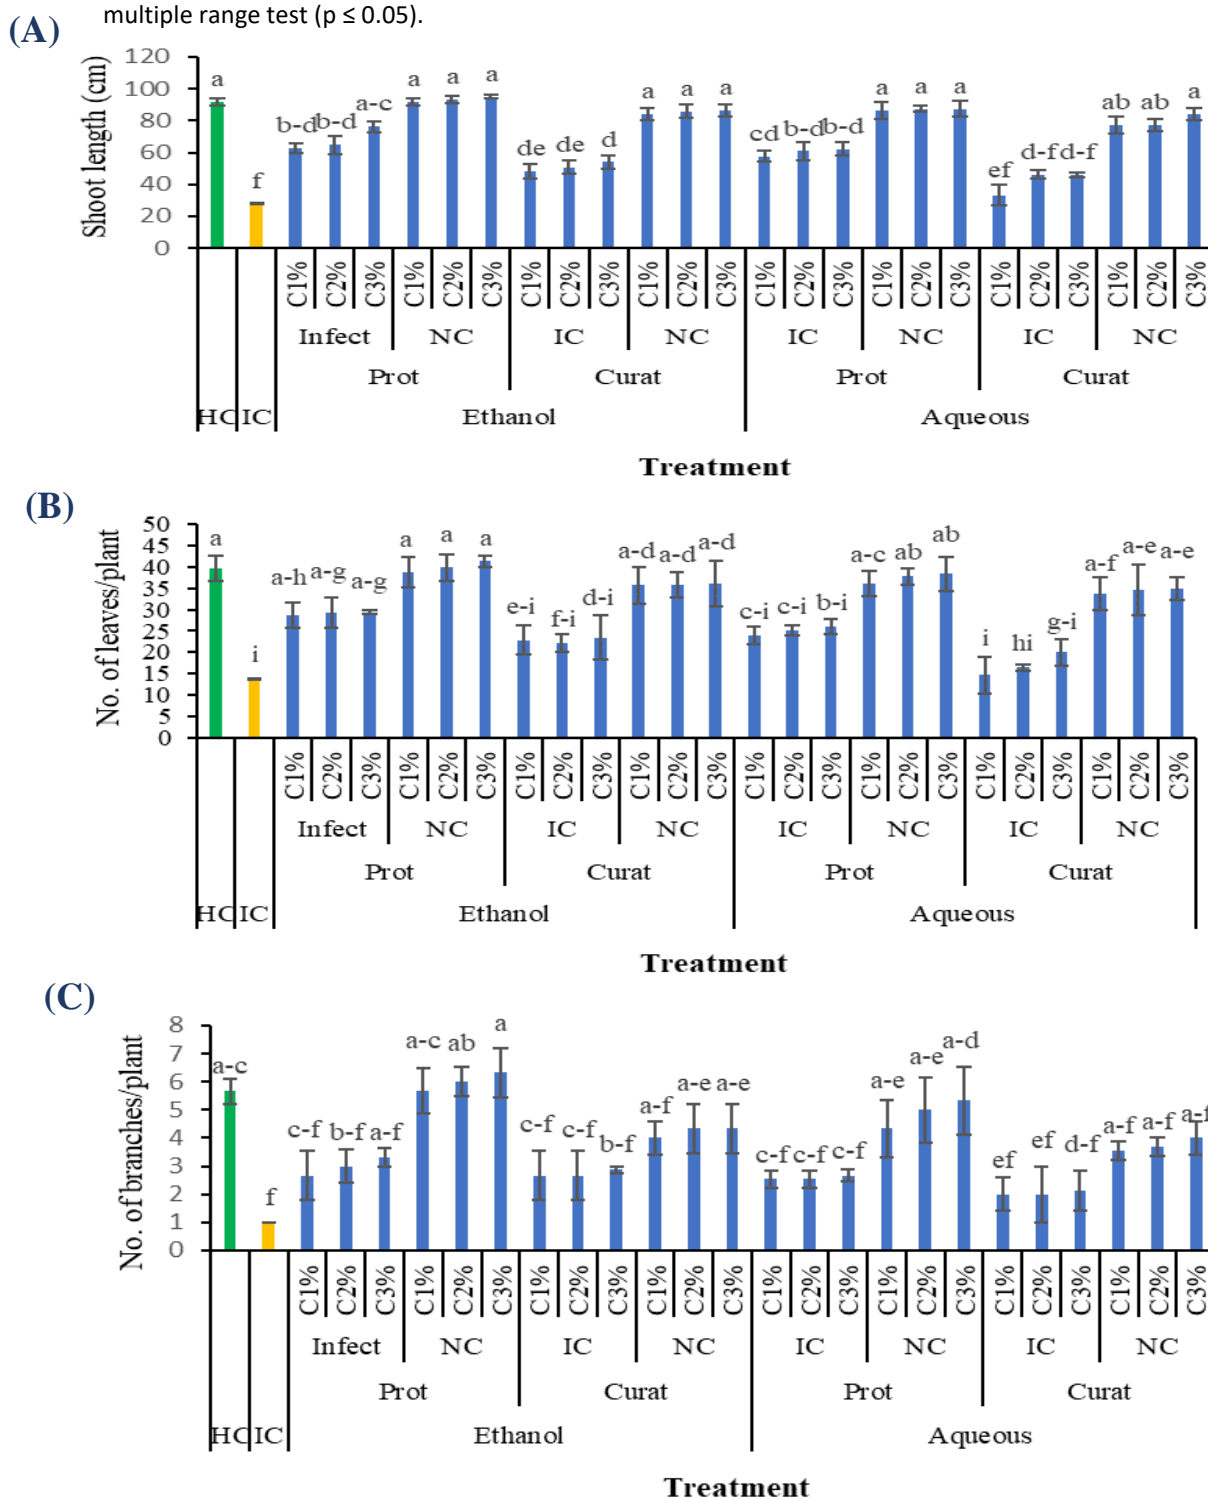 multiple range test (p ≤ 0.05).
(A)
Shoot length (cm)
120
100
80
60
40
20
0
a f b-d b-d a-c a a a de de d a a a cd b-d b-d a a a ef d-f d-f ab ab a
C1% C2% C3% C1% C2% C3% C1% C2% C3% C1% C2% C3% C1% C2% C3% C1% C2% C3% C1% C2% C3% C1% C2% C3%
Infect NC IC NC IC NC IC NC
Prot Curat Prot Curat
HC IC Ethanol Aqueous
Treatment
(B)
No. of leaves/plant
50
45
40
35
30
25
20
15
10
5
0
a i a-h a-g a-g a a a e-i f-i d-i a-d a-d a-d c-i c-i b-i a-c ab ab i hi g-i a-f a-e a-e
C1% C2% C3% C1% C2% C3% C1% C2% C3% C1% C2% C3% C1% C2% C3% C1% C2% C3% C1% C2% C3% C1% C2% C3%
Infect NC IC NC IC NC IC NC
Prot Curat Prot Curat
HC IC Ethanol Aqueous
Treatment
(C)
No. of branches/plant
8
7
6
5
4
3
2
1
0
a-c f c-f b-f a-f a-c ab a c-f c-f b-f a-f a-e a-e c-f c-f c-f a-e a-e a-d ef ef d-f a-f a-f a-f
C1% C2% C3% C1% C2% C3% C1% C2% C3% C1% C2% C3% C1% C2% C3% C1% C2% C3% C1% C2% C3% C1% C2% C3%
Infect NC IC NC IC NC IC NC
Prot Curat Prot Curat
HC IC Ethanol Aqueous
Treatment